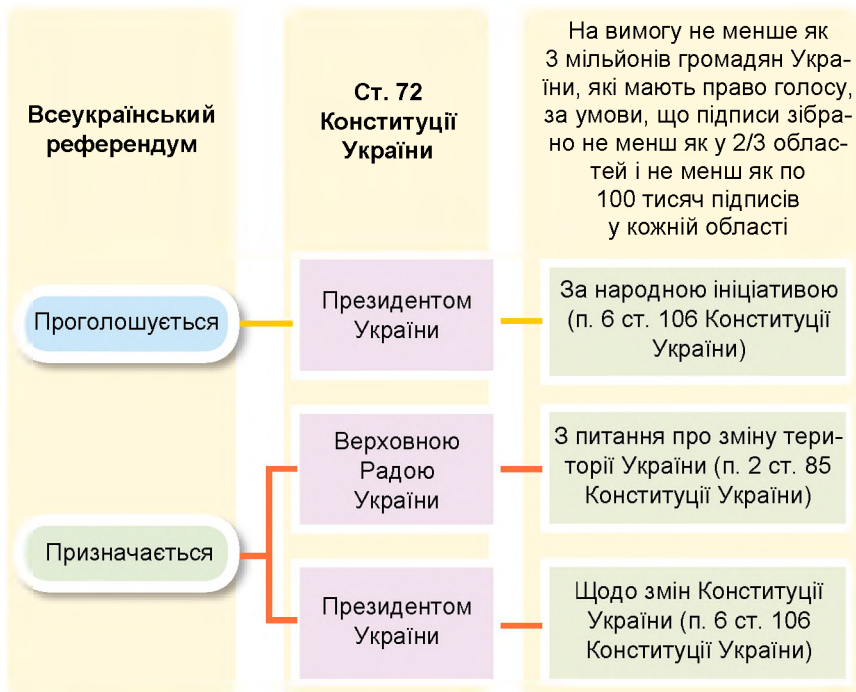 Всеукраїнський
референдум
Ст. 72
Конституції
України
На вимогу не менше як
3 мільйонів громадян Укра-
їни, які мають право голосу,
за умови, що підписи зібра-
но не менш як у 2/3 облас-
тей і не менш як по
100 тисяч підписів
у кожній області
Проголошується
Президентом
України
За народною ініціативою
(п. 6 ст. 106 Конституції
України)
Призначається
Верховною
Радою
України
З питання про зміну тери-
торії України (п. 2 ст. 85
Конституції України)
Президентом
України
Щодо змін Конституції
України (п. 6 ст. 106
Конституції України)